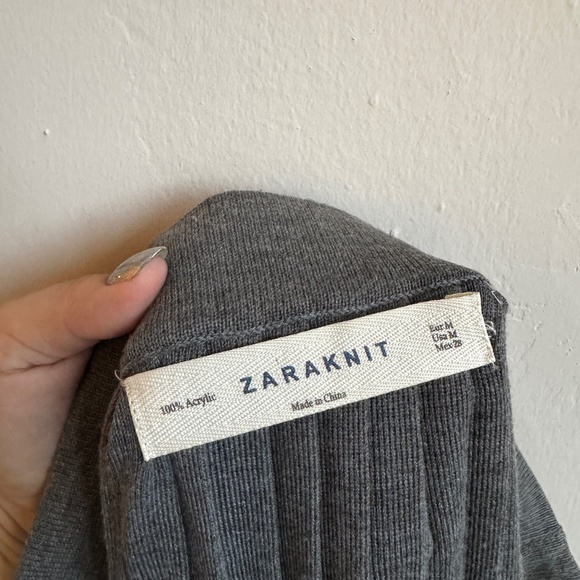 100% Acrylic
ZARAKNIT
Made in China
Eur M
Usa M
Mex 28